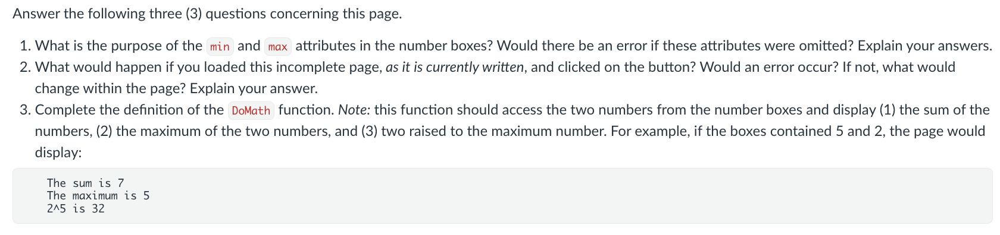 Answer the following three (3) questions concerning this page.
1. What is the purpose of the min and max attributes in the number boxes? Would there be an error if these attributes were omitted? Explain your answers.
2. What would happen if you loaded this incomplete page, as it is currently written, and clicked on the button? Would an error occur? If not, what would
change within the page? Explain your answer.
3. Complete the definition of the DoMath function. Note: this function should access the two numbers from the number boxes and display (1) the sum of the
numbers, (2) the maximum of the two numbers, and (3) two raised to the maximum number. For example, if the boxes contained 5 and 2, the page would
display:
The sum is 7
The maximum is 5
2^5 is 32